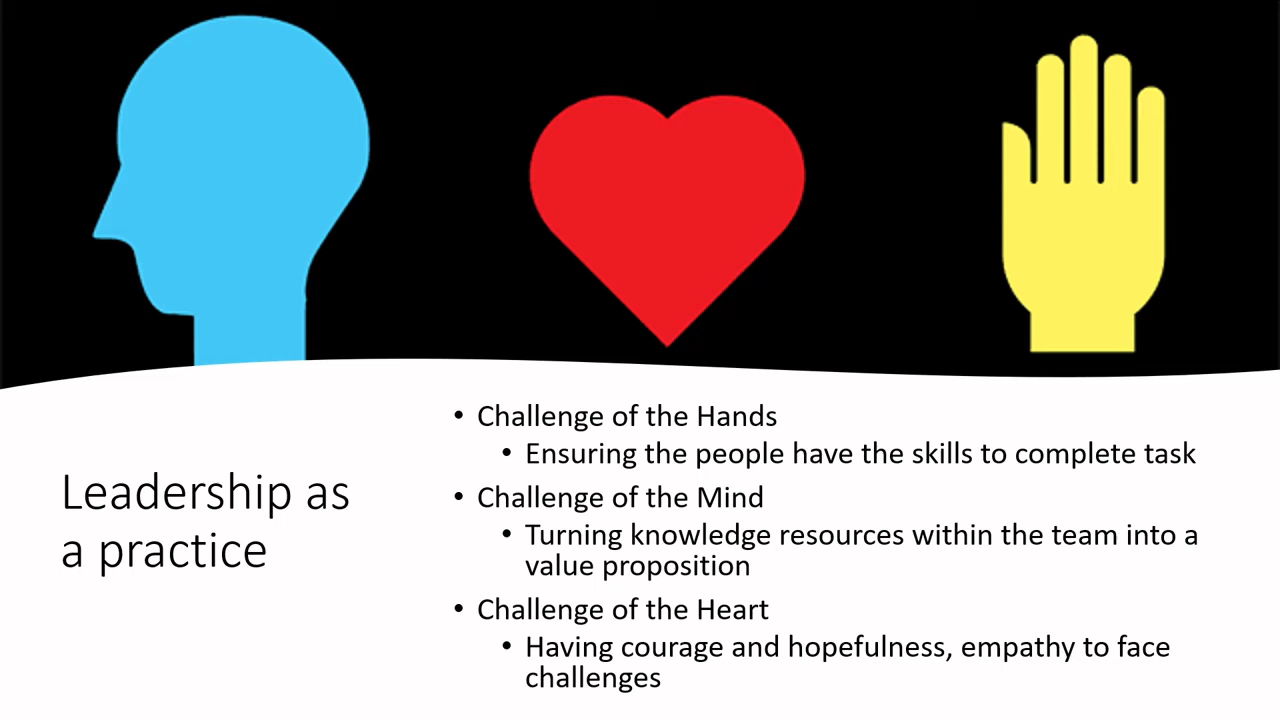 Leadership as
a practice
• Challenge of the Hands
• Ensuring the people have the skills to complete task
• Challenge of the Mind
• Turning knowledge resources within the team into a
value proposition
• Challenge of the Heart
• Having courage and hopefulness, empathy to face
challenges